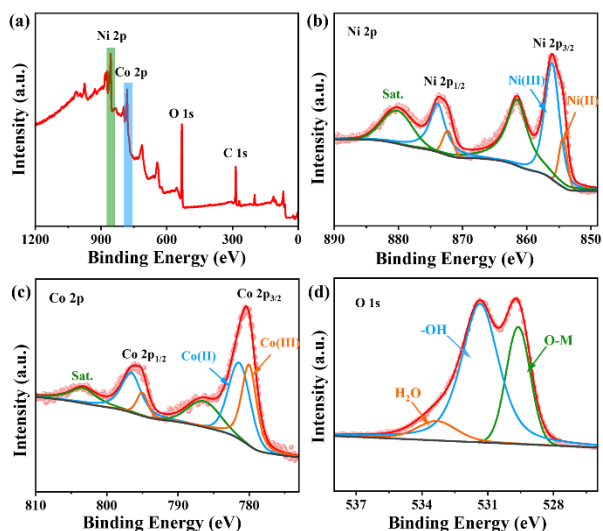 (a)
Ni 2p
Co 2p
O 1s
C 1s
Intensity (a.u.)
1200 900 600 300 0
Binding Energy (eV)
(b)
Ni 2p
Ni 2p3/2
Ni 2p1/2
Sat.
Ni(III)
Ni(II)
Intensity (a.u.)
890 880 870 860 850
Binding Energy (eV)
(c)
Co 2p
Co 2p3/2
Co(III)
Co(II)
Co 2p1/2
Sat.
Intensity (a.u.)
810 800 790 780
Binding Energy (eV)
(d)
O 1s
-OH
O-M
H2O
Intensity (a.u.)
537 534 531 528
Binding Energy (eV)